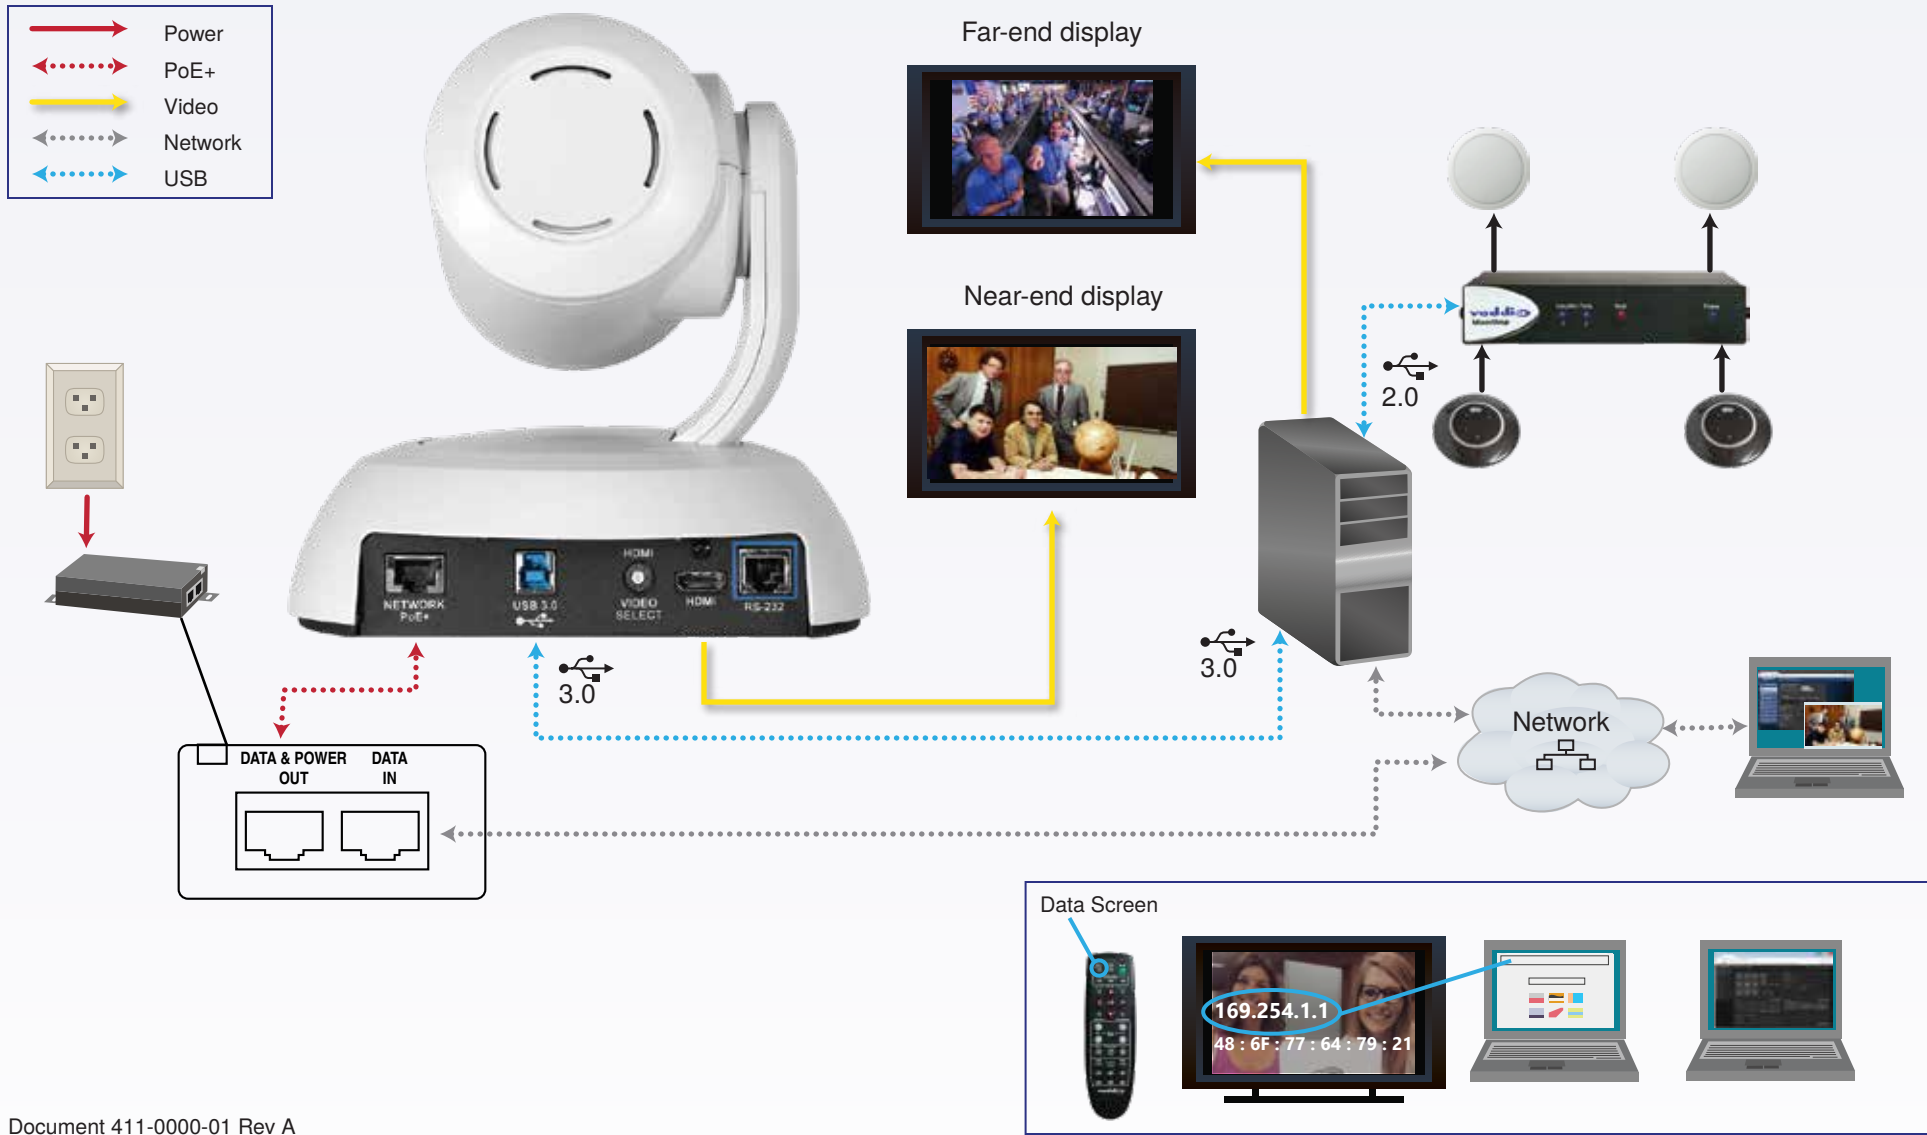 Power
PoE+
Video
Network
USB
Far-end display
Near-end display
vaddio
2.0
HDMI
NETWORK
PoE+
USB 3.0
VIDEO
SELECT
HDMI
RS-232
3.0
3.0
DATA & POWER
OUT
DATA
IN
Network
Data Screen
169.254.1.1
48 : 6F : 77 : 64 : 79 : 21
Document 411-0000-01 Rev A